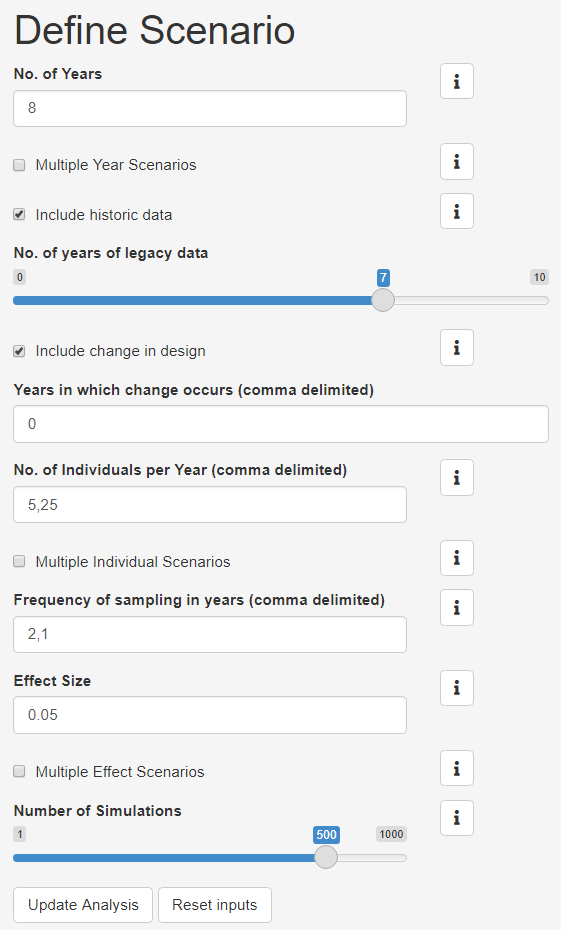 Define Scenario
No. of Years
8
Multiple Year Scenarios
Include historic data
No. of years of legacy data
0 7 10
Include change in design
Years in which change occurs (comma delimited)
0
No. of Individuals per Year (comma delimited)
5,25
Multiple Individual Scenarios
Frequency of sampling in years (comma delimited)
2,1
Effect Size
0.05
Multiple Effect Scenarios
Number of Simulations
1 500 1000
Update Analysis Reset inputs